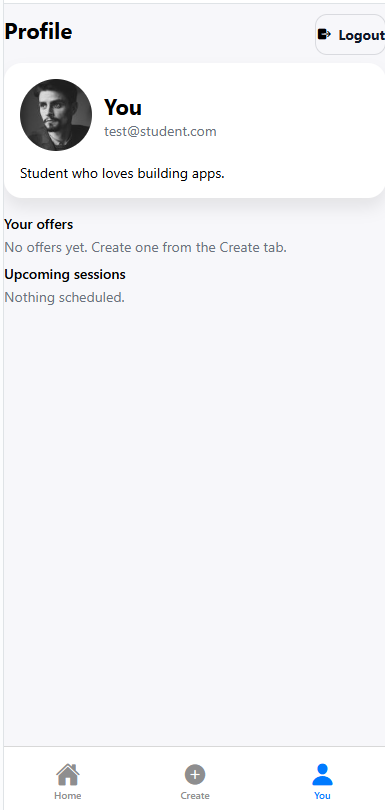 Profile
Logout
You
test@student.com
Student who loves building apps.
Your offers
No offers yet. Create one from the Create tab.
Upcoming sessions
Nothing scheduled.
Home
Create
You